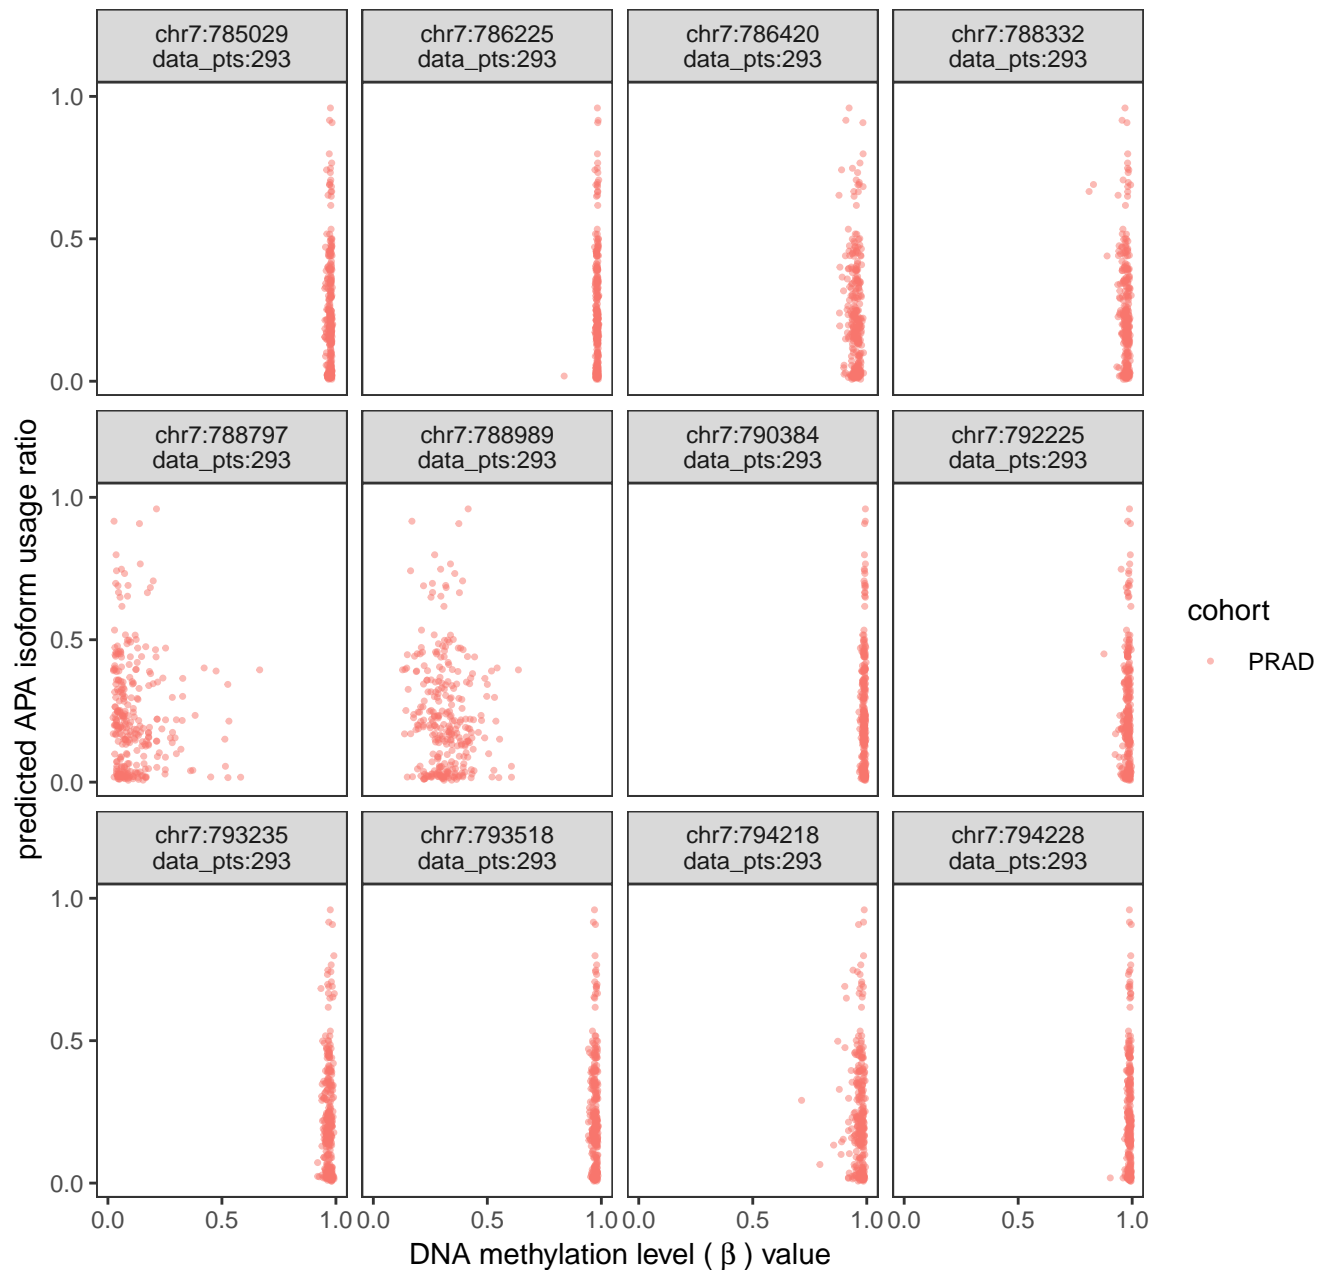 chr7:785029
data_pts:293
chr7:786225
data_pts:293
chr7:786420
data_pts:293
chr7:788332
data_pts:293
1.0
0.5
0.0
chr7:788797
data_pts:293
chr7:788989
data_pts:293
chr7:790384
data_pts:293
chr7:792225
data_pts:293
1.0
0.5
0.0
predicted APA isoform usage ratio
cohort
PRAD
chr7:793235
data_pts:293
chr7:793518
data_pts:293
chr7:794218
data_pts:293
chr7:794228
data_pts:293
1.0
0.5
0.0
0.0 0.5 1.0 0.0 0.5 1.0 0.0 0.5 1.0 0.0 0.5 1.0
DNA methylation level ( β ) value